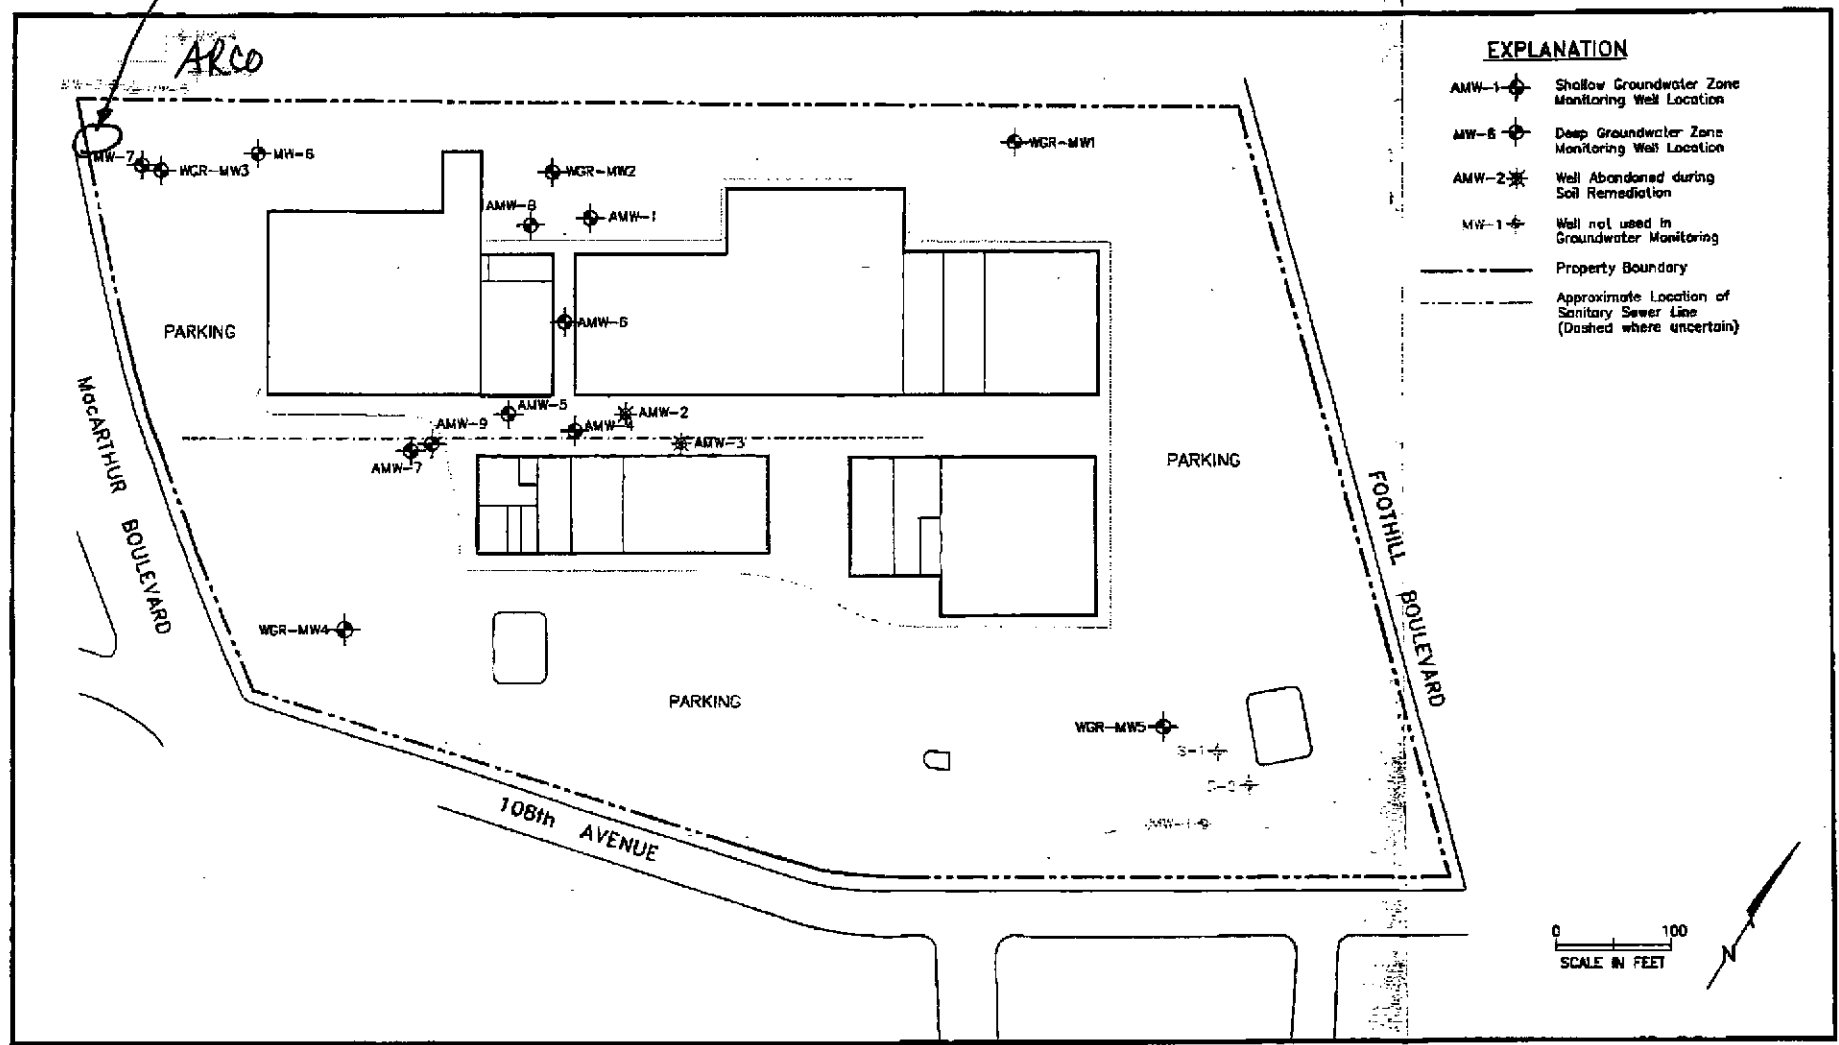 ARCO
EXPLANATION
AMW-1
Shallow Groundwater Zone
Monitoring Well Location
MW-6
Deep Groundwater Zone
Monitoring Well Location
AMW-2
Well Abandoned during
Soil Remediation
MW-1
Well not used in
Groundwater Monitoring
Property Boundary
Approximate Location of
Sanitary Sewer Line
(Dashed where uncertain)
MW-7
WGR-MW3
MW-6
WGR-MW2
WGR-MW1
AMW-8
AMW-1
PARKING
AMW-6
MacARTHUR BOULEVARD
AMW-5
AMW-2
AMW-9
AMW-4
AMW-3
AMW-7
PARKING
FOOTHILL BOULEVARD
WGR-MW4
PARKING
WGR-MW5
S-1
MW-1
108th AVENUE
0 100
SCALE IN FEET
N